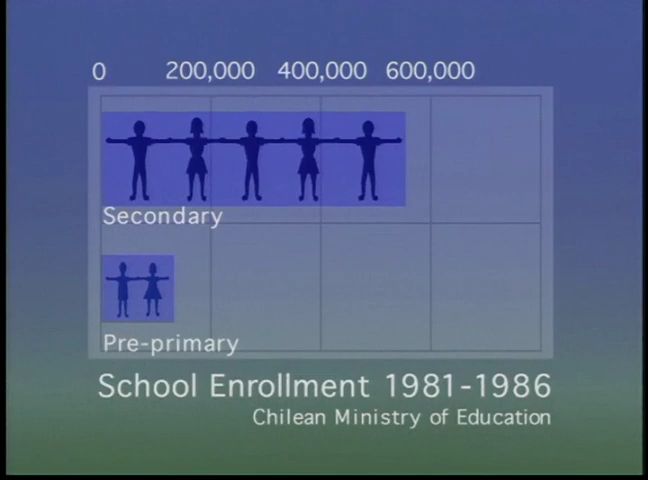 0 200,000 400,000 600,000
Secondary
Pre-primary
School Enrollment 1981-1986
Chilean Ministry of Education